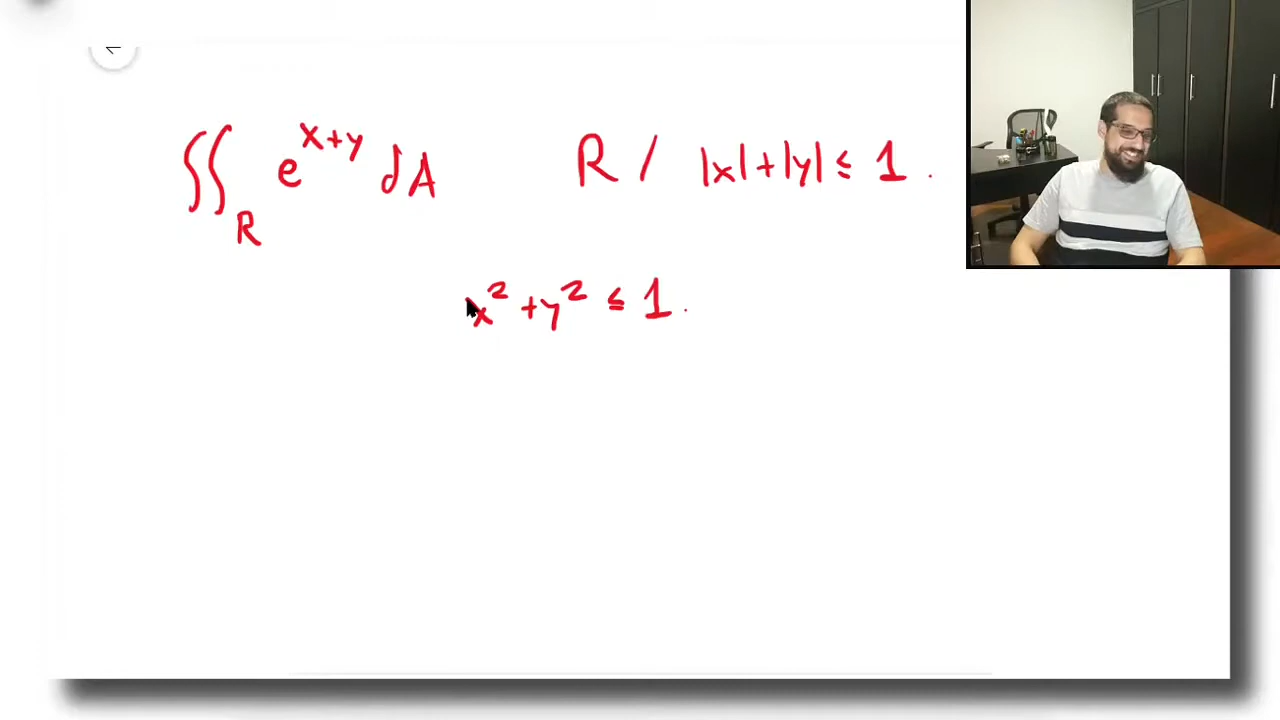 ∬_R e^{x+y} dA R / |x|+|y| ≤ 1.
x² + y² ≤ 1.